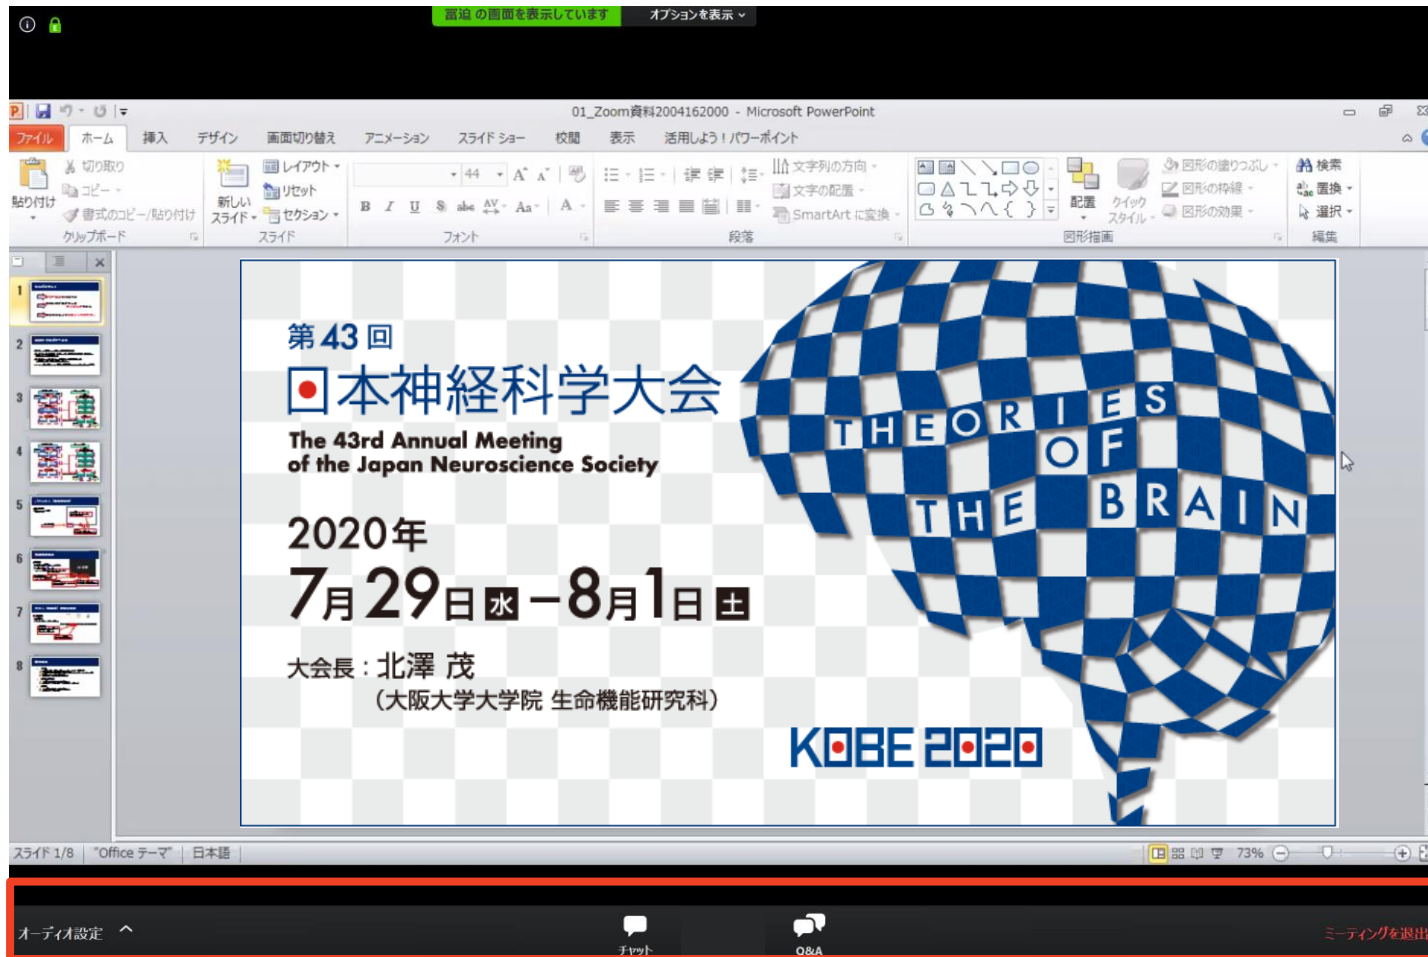 冨迫 の画面を表示しています
オプションを表示
01_Zoom資料2004162000 - Microsoft PowerPoint
ファイル ホーム 挿入 デザイン 画面切り替え アニメーション スライド ショー 校閲 表示 活用しよう！パワーポイント
貼り付け
切り取り
コピー
書式のコピー/貼り付け
クリップボード
新しい
スライド
レイアウト
リセット
セクション
スライド
44
B I U S abc AV Aa A
フォント
文字列の方向
文字の配置
SmartArt に変換
段落
配置
クイック
スタイル
図形の塗りつぶし
図形の枠線
図形の効果
図形描画
検索
置換
選択
編集
1
2
3
4
5
6
7
8
第43回
日本神経科学大会
The 43rd Annual Meeting
of the Japan Neuroscience Society
2020年
7月29日水－8月1日土
大会長：北澤 茂
（大阪大学大学院 生命機能研究科）
THEORIES
OF
THE BRAIN
KOBE 2020
スライド 1/8 "Office テーマ" 日本語
73%
オーディオ設定
チャット
Q&A
ミーティングを退出